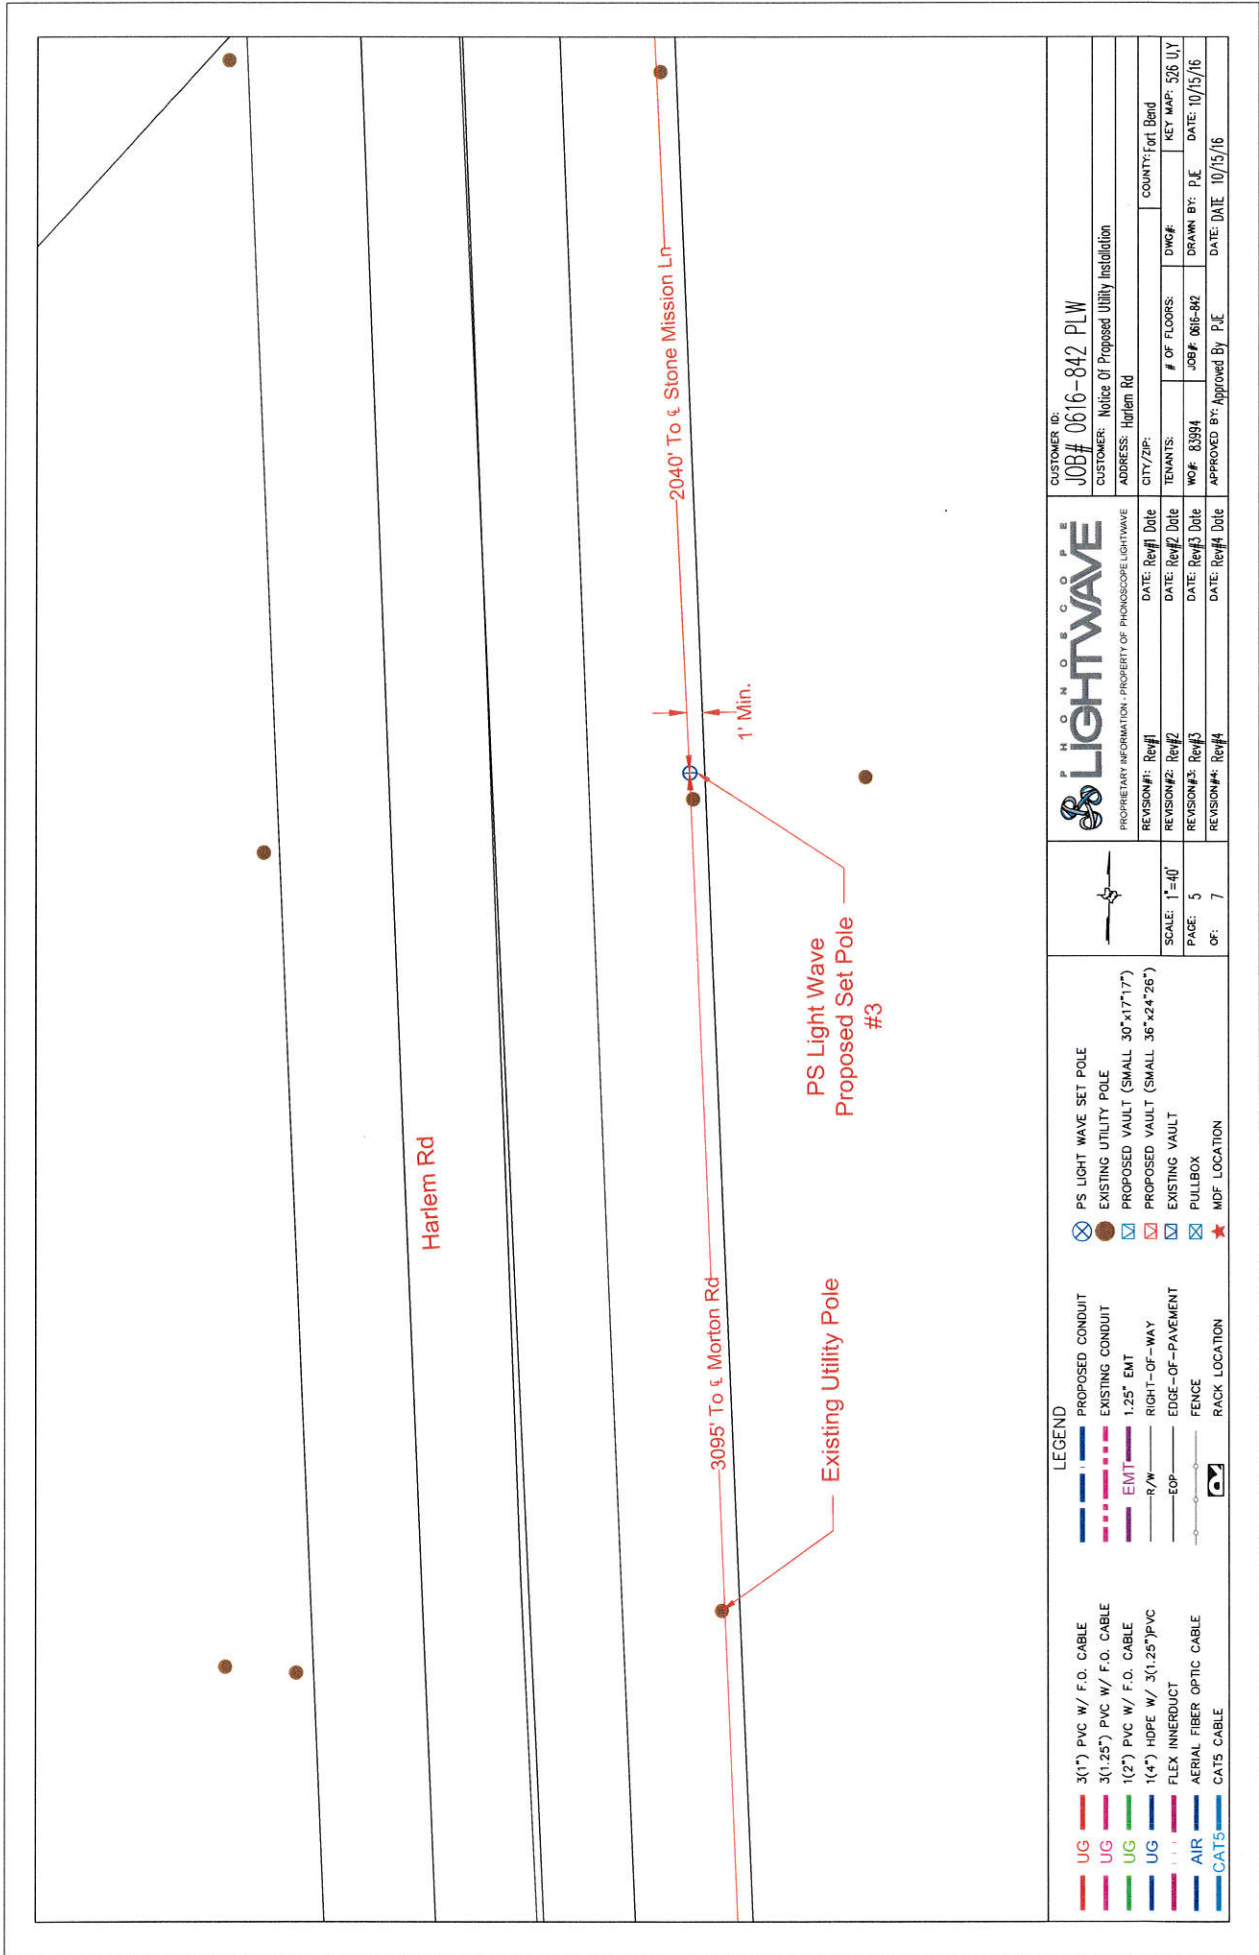 Harlem Rd
2040' To ℄ Stone Mission Ln
3095' To ℄ Morton Rd
1' Min.
PS Light Wave
Proposed Set Pole
#3
Existing Utility Pole
LEGEND
UG 3(1") PVC W/ F.O. CABLE
UG 3(1.25") PVC W/ F.O. CABLE
UG 1(2") PVC W/ F.O. CABLE
UG 1(4") HDPE W/ 3(1.25")PVC
FLEX INNERDUCT
AIR AERIAL FIBER OPTIC CABLE
CAT5 CAT5 CABLE
PROPOSED CONDUIT
EXISTING CONDUIT
EMT 1.25" EMT
R/W RIGHT-OF-WAY
EOP EDGE-OF-PAVEMENT
FENCE
RACK LOCATION
PS LIGHT WAVE SET POLE
EXISTING UTILITY POLE
PROPOSED VAULT (SMALL 30"x17"17")
PROPOSED VAULT (SMALL 36"x24"26")
EXISTING VAULT
PULLBOX
MDF LOCATION
SCALE: 1"=40'
PAGE: 5
OF: 7
PHONOSCOPE
LIGHTWAVE
PROPRIETARY INFORMATION - PROPERTY OF PHONOSCOPE LIGHTWAVE
REVISION#1: Rev#1 DATE: Rev#1 Date
REVISION#2: Rev#2 DATE: Rev#2 Date
REVISION#3: Rev#3 DATE: Rev#3 Date
REVISION#4: Rev#4 DATE: Rev#4 Date
CUSTOMER ID:
JOB# 0616-842 PLW
CUSTOMER: Notice Of Proposed Utility Installation
ADDRESS: Harlem Rd
CITY/ZIP: COUNTY: Fort Bend
TENANTS: # OF FLOORS: DWG#: KEY MAP: 526 U,Y
WO#: 83994 JOB#: 0616-842 DRAWN BY: PJE DATE: 10/15/16
APPROVED BY: Approved By PJE DATE: DATE 10/15/16